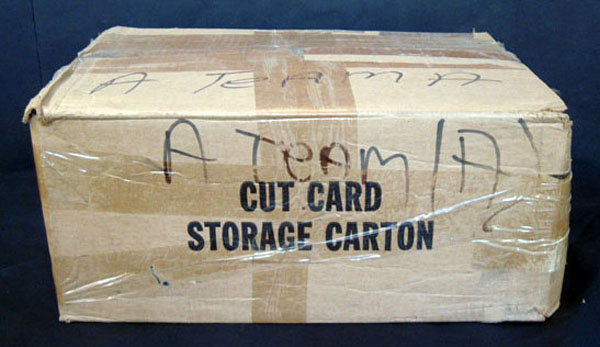 A TEAM A
A TEAM (A)
CUT CARD
STORAGE CARTON